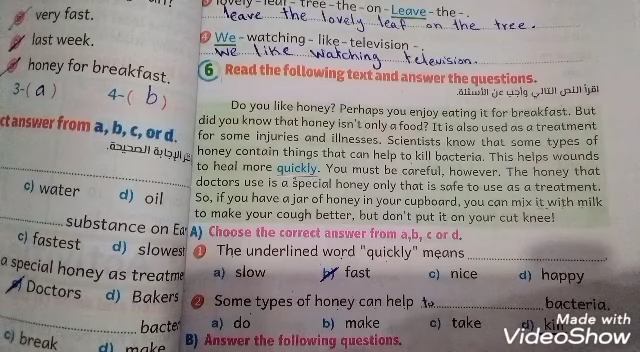 very fast.
last week.
honey for breakfast.
3-( a ) 4-( b )
ct answer from a, b, c, or d.
الإجابة الصحيحة.
c) water d) oil
substance on Ea
c) fastest d) slowest
a special honey as treatme
Doctors d) Bakers
bacte
c) break d) make
lovely - leaf - tree - the - on - Leave - the - .
leave the lovely leaf on the tree.
4 We - watching - like - television - .
We like watching television.
6 Read the following text and answer the questions.
اقرأ النص التالي وأجب عن الأسئلة.
Do you like honey? Perhaps you enjoy eating it for breakfast. But
did you know that honey isn't only a food? It is also used as a treatment
for some injuries and illnesses. Scientists know that some types of
honey contain things that can help to kill bacteria. This helps wounds
to heal more quickly. You must be careful, however. The honey that
doctors use is a special honey only that is safe to use as a treatment.
So, if you have a jar of honey in your cupboard, you can mix it with milk
to make your cough better, but don't put it on your cut knee!
A) Choose the correct answer from a,b, c or d.
1 The underlined word "quickly" means
a) slow b) fast c) nice d) happy
2 Some types of honey can help to bacteria.
a) do b) make c) take d) kill
B) Answer the following questions.
Made with
VideoShow